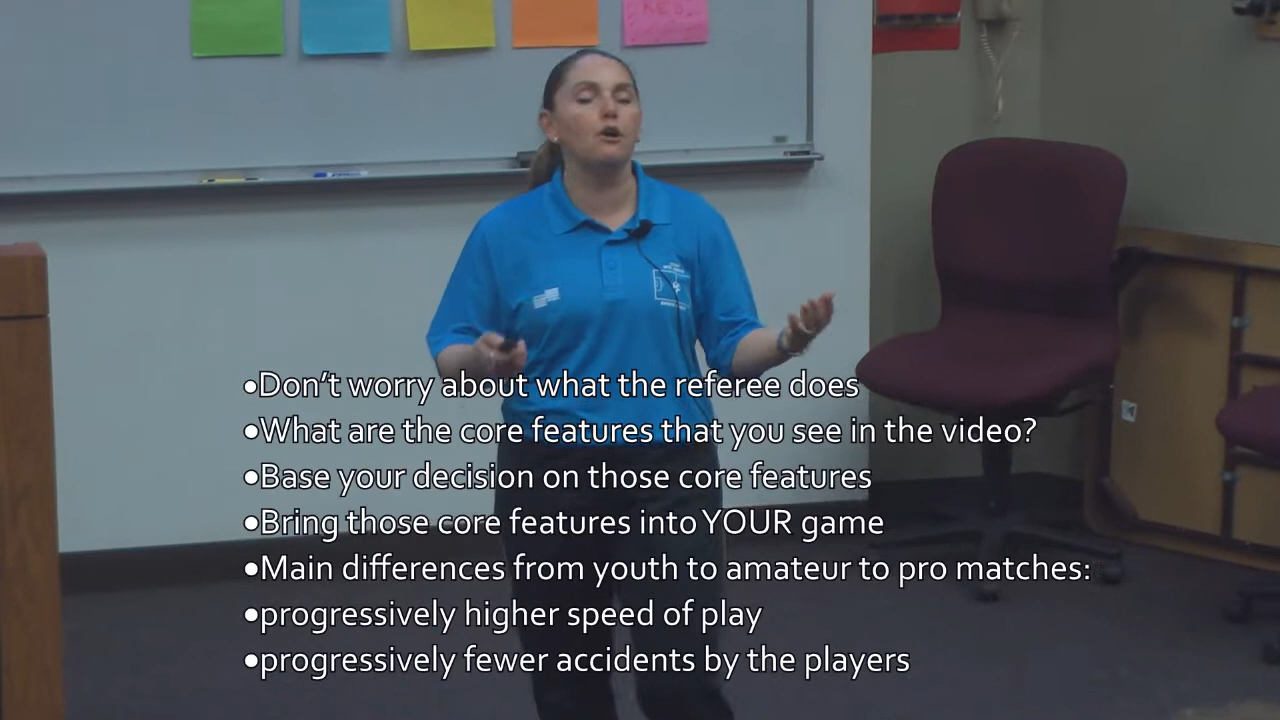 RED
•Don’t worry about what the referee does
•What are the core features that you see in the video?
•Base your decision on those core features
•Bring those core features into YOUR game
•Main differences from youth to amateur to pro matches:
•progressively higher speed of play
•progressively fewer accidents by the players